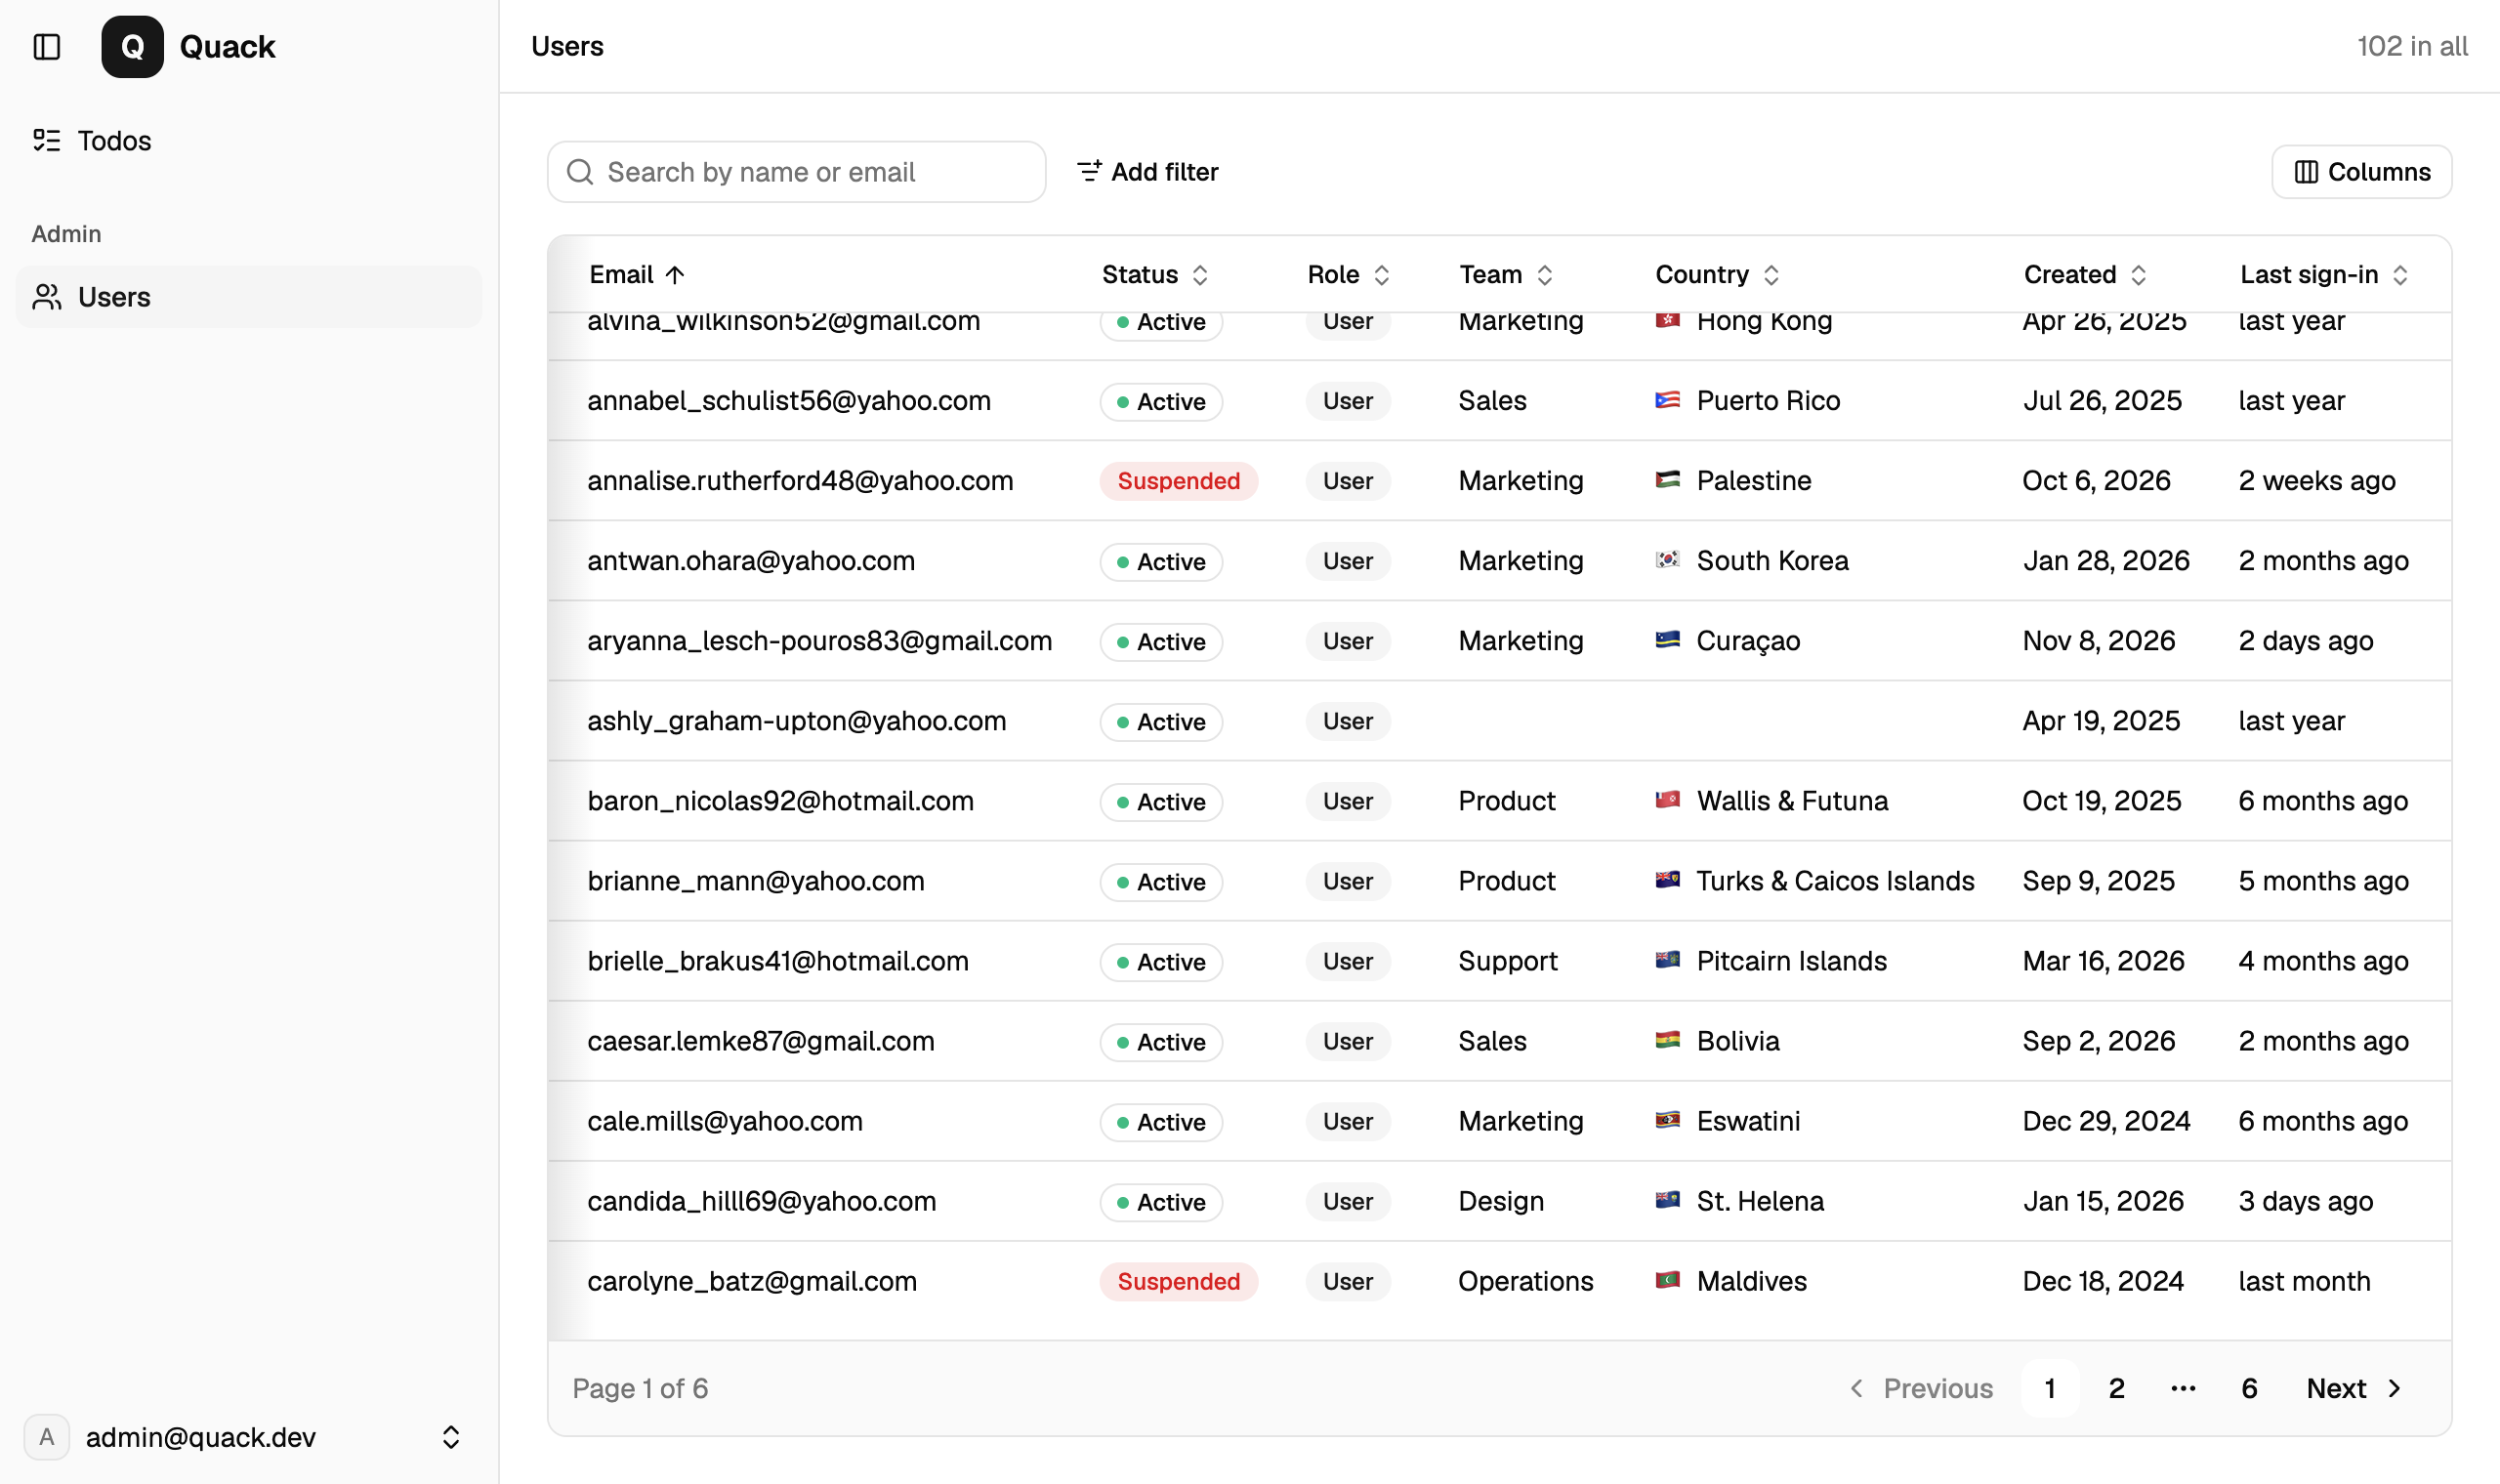 Q Quack
Todos
Admin
Users
A admin@quack.dev
Users 102 in all
Search by name or email Add filter Columns
Email Status Role Team Country Created Last sign-in
alvina_wilkinson52@gmail.com Active User Marketing Hong Kong Apr 26, 2025 last year
annabel_schulist56@yahoo.com Active User Sales Puerto Rico Jul 26, 2025 last year
annalise.rutherford48@yahoo.com Suspended User Marketing Palestine Oct 6, 2026 2 weeks ago
antwan.ohara@yahoo.com Active User Marketing South Korea Jan 28, 2026 2 months ago
aryanna_lesch-pouros83@gmail.com Active User Marketing Curaçao Nov 8, 2026 2 days ago
ashly_graham-upton@yahoo.com Active User Apr 19, 2025 last year
baron_nicolas92@hotmail.com Active User Product Wallis & Futuna Oct 19, 2025 6 months ago
brianne_mann@yahoo.com Active User Product Turks & Caicos Islands Sep 9, 2025 5 months ago
brielle_brakus41@hotmail.com Active User Support Pitcairn Islands Mar 16, 2026 4 months ago
caesar.lemke87@gmail.com Active User Sales Bolivia Sep 2, 2026 2 months ago
cale.mills@yahoo.com Active User Marketing Eswatini Dec 29, 2024 6 months ago
candida_hilll69@yahoo.com Active User Design St. Helena Jan 15, 2026 3 days ago
carolyne_batz@gmail.com Suspended User Operations Maldives Dec 18, 2024 last month
Page 1 of 6 Previous 1 2 ··· 6 Next